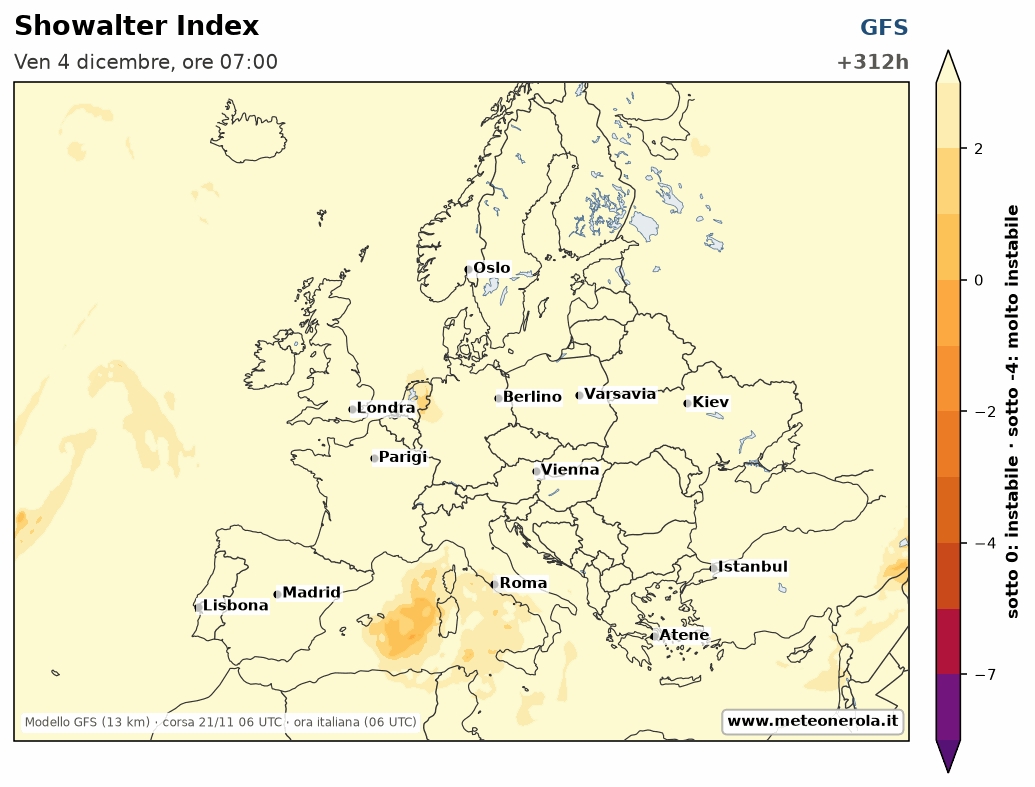 Showalter Index
GFS
Ven 4 dicembre, ore 07:00
+312h
Oslo
Londra
Berlino
Varsavia
Kiev
Parigi
Vienna
Istanbul
Roma
Madrid
Lisbona
Atene
Modello GFS (13 km) · corsa 21/11 06 UTC · ora italiana (06 UTC)
www.meteonerola.it
2
0
−2
−4
−7
sotto 0: instabile · sotto -4: molto instabile